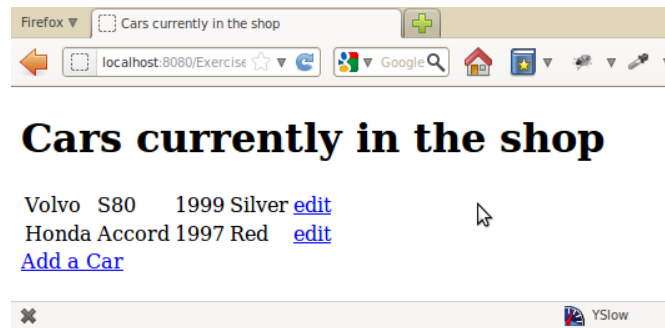 Firefox
Cars currently in the shop
localhost:8080/Exercise Google
Cars currently in the shop
Volvo S80 1999 Silver edit
Honda Accord 1997 Red edit
Add a Car
YSlow